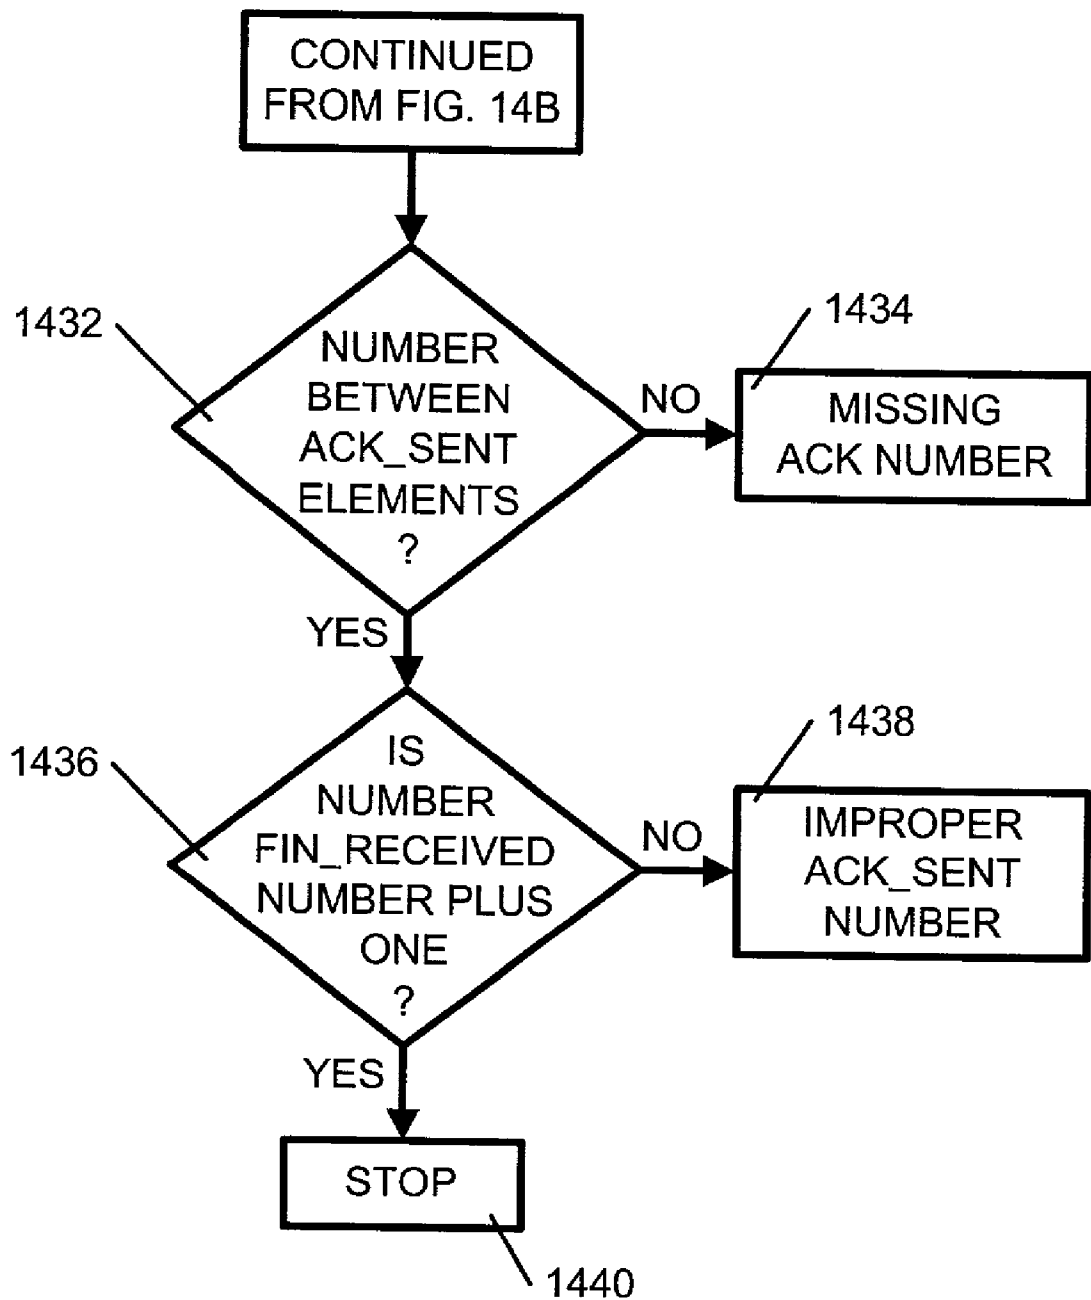 CONTINUED
FROM FIG. 14B
1432
NUMBER
BETWEEN
ACK_SENT
ELEMENTS
?
NO
1434
MISSING
ACK NUMBER
YES
1436
IS
NUMBER
FIN_RECEIVED
NUMBER PLUS
ONE
?
NO
1438
IMPROPER
ACK_SENT
NUMBER
YES
STOP
1440